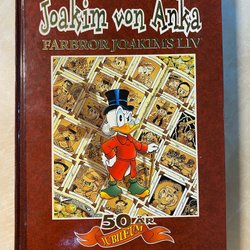 Joakim von Anka
FARBROR JOAKIMS LIV
50 ÅR
JUBILEUM